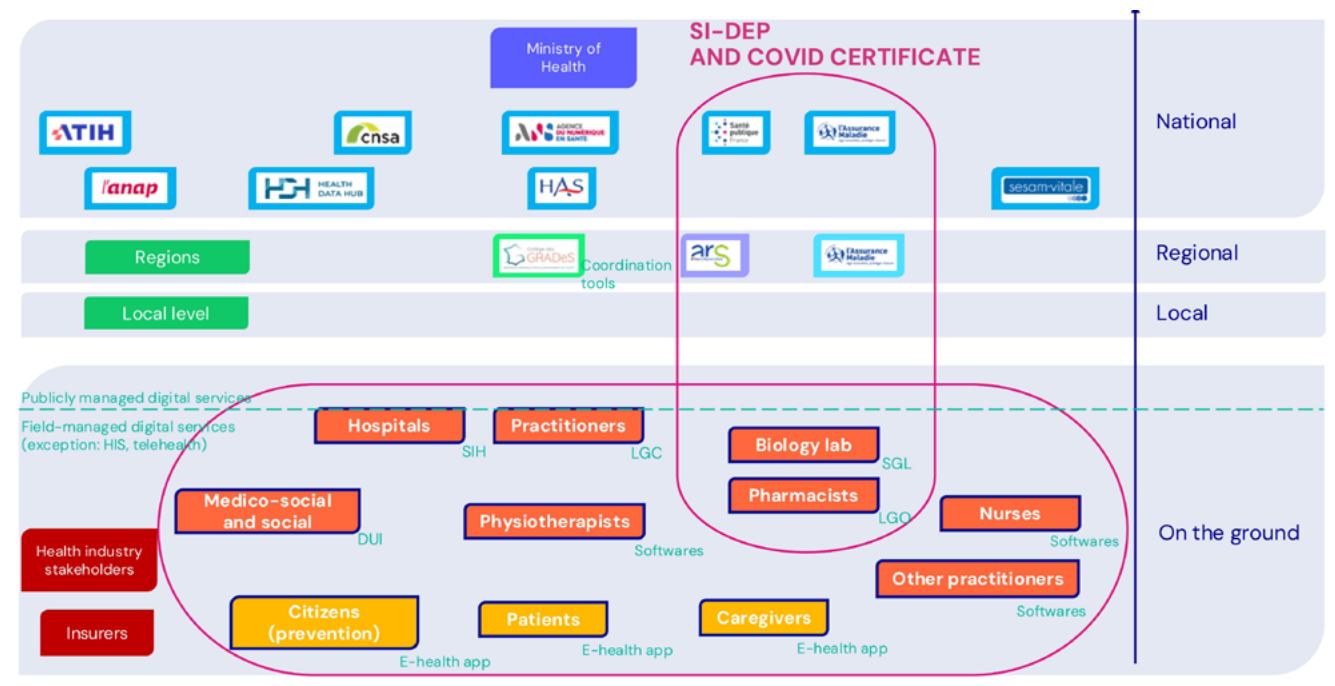 SI-DEP
AND COVID CERTIFICATE
Ministry of
Health
National
ATIH
cnsa
ANS AGENCE
DU NUMÉRIQUE
EN SANTÉ
Santé
publique
France
l'Assurance
Maladie
l'anap
HDH HEALTH
DATA HUB
HAS
sesam-vitale
Regions
GRADeS
Coordination
tools
ars
l'Assurance
Maladie
Regional
Local level
Local
Publicly managed digital services
Field-managed digital services
(exception: HIS, telehealth)
Hospitals
SIH
Practitioners
LGC
Biology lab
SGL
Pharmacists
LGO
Medico-social
and social
DUI
Physiotherapists
Softwares
Nurses
Softwares
On the ground
Health industry
stakeholders
Other practitioners
Softwares
Insurers
Citizens
(prevention)
E-health app
Patients
E-health app
Caregivers
E-health app